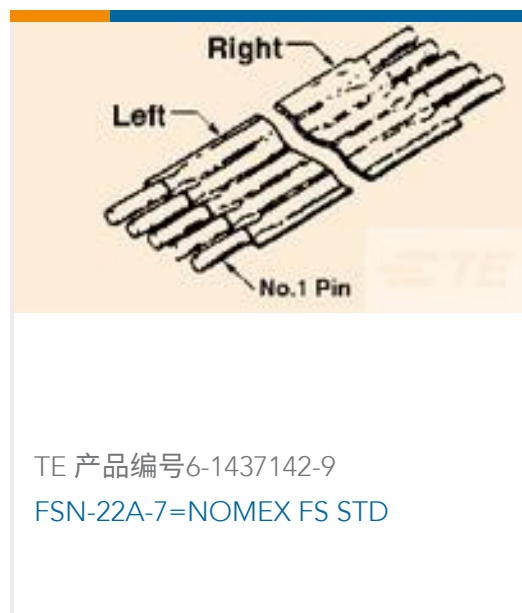 Right
Left
No.1 Pin
TE
TE 产品编号6-1437142-9
FSN-22A-7=NOMEX FS STD